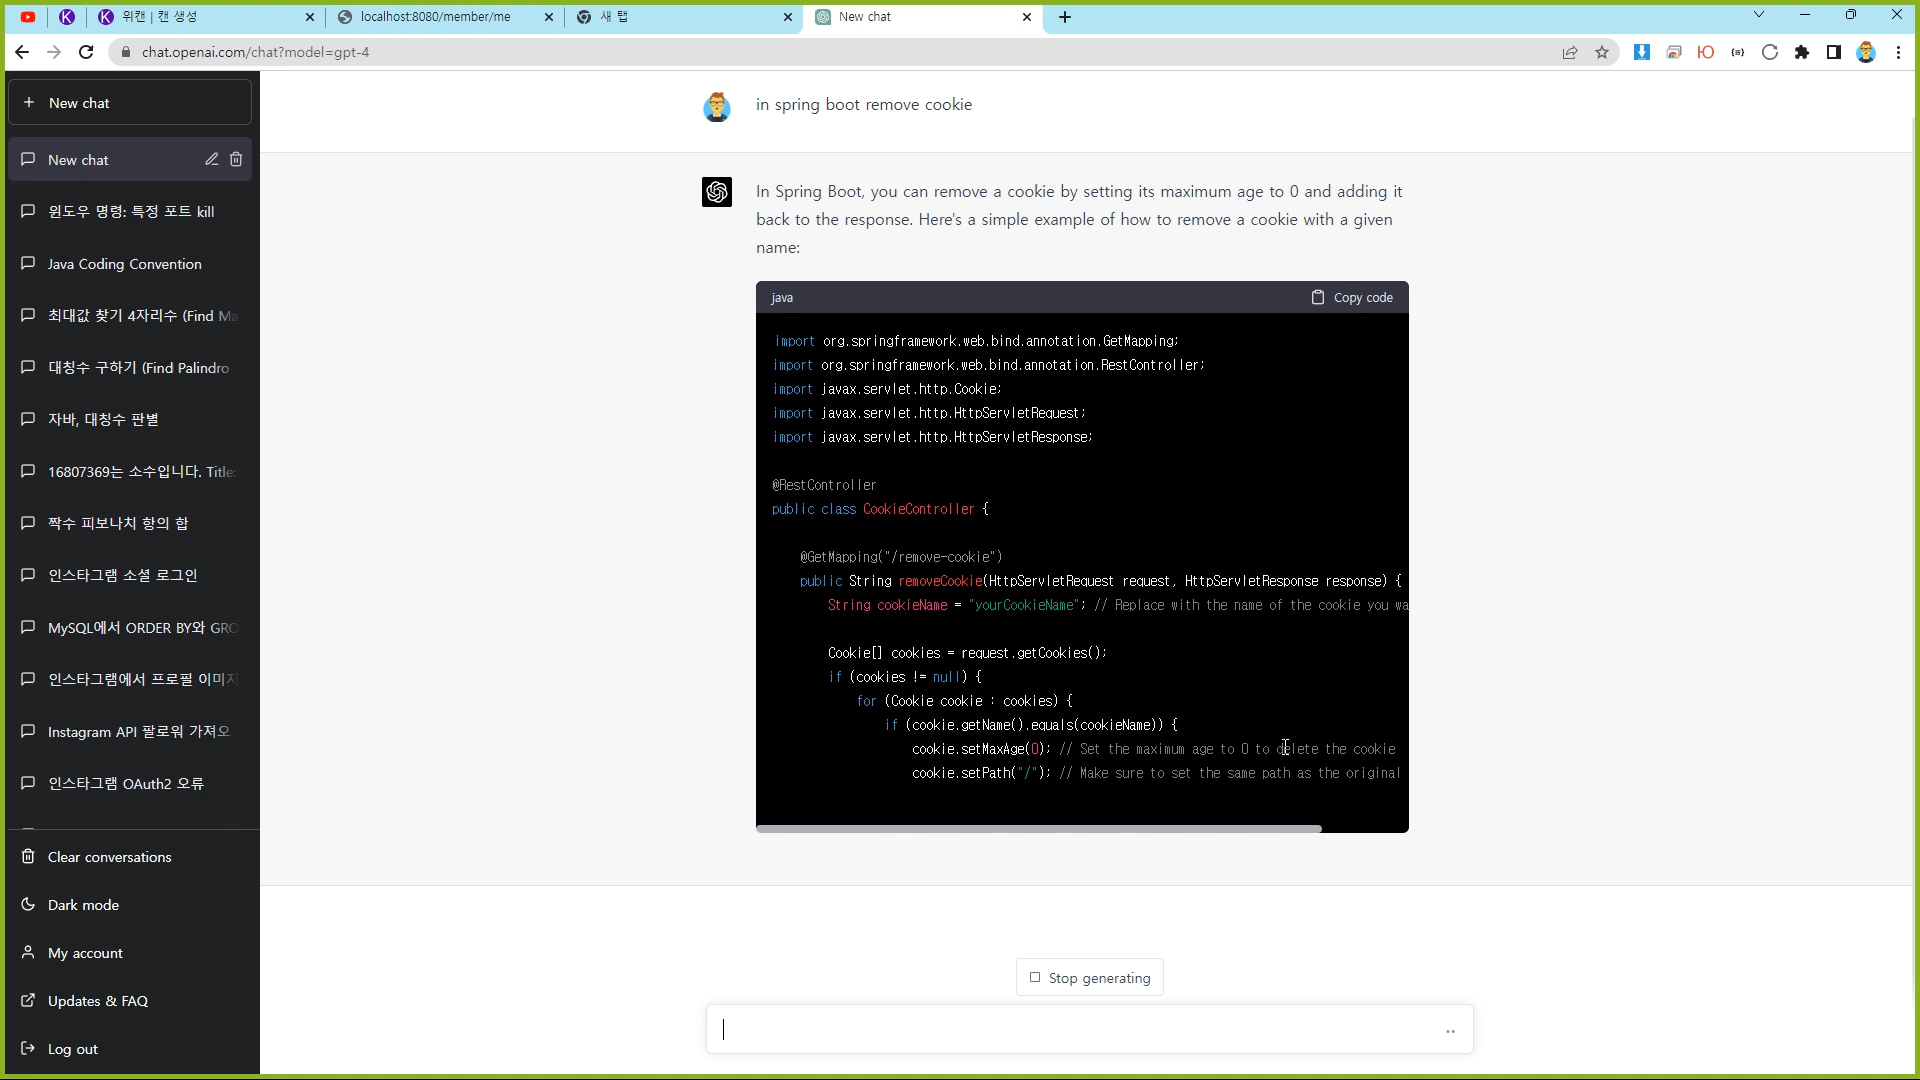 위캔 | 캔 생성
localhost:8080/member/me
새 탭
New chat
chat.openai.com/chat?model=gpt-4
New chat
New chat
윈도우 명령: 특정 포트 kill
Java Coding Convention
최대값 찾기 4자리수 (Find Ma
대칭수 구하기 (Find Palindro
자바, 대칭수 판별
16807369는 소수입니다. Title:
짝수 피보나치 항의 합
인스타그램 소셜 로그인
MySQL에서 ORDER BY와 GRO
인스타그램에서 프로필 이미지
Instagram API 팔로워 가져오
인스타그램 OAuth2 오류
Clear conversations
Dark mode
My account
Updates & FAQ
Log out
in spring boot remove cookie
In Spring Boot, you can remove a cookie by setting its maximum age to 0 and adding it
back to the response. Here's a simple example of how to remove a cookie with a given
name:
java
Copy code
import org.springframework.web.bind.annotation.GetMapping;
import org.springframework.web.bind.annotation.RestController;
import javax.servlet.http.Cookie;
import javax.servlet.http.HttpServletRequest;
import javax.servlet.http.HttpServletResponse;
@RestController
public class CookieController {
@GetMapping("/remove-cookie")
public String removeCookie(HttpServletRequest request, HttpServletResponse response) {
String cookieName = "yourCookieName"; // Replace with the name of the cookie you wa
Cookie[] cookies = request.getCookies();
if (cookies != null) {
for (Cookie cookie : cookies) {
if (cookie.getName().equals(cookieName)) {
cookie.setMaxAge(0); // Set the maximum age to 0 to delete the cookie
cookie.setPath("/"); // Make sure to set the same path as the original
Stop generating